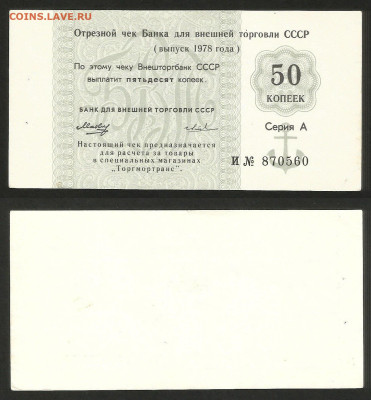 COINS.LAVE.RU
Отрезной чек Банка для внешней торговли СССР
( выпуск 1978 года )
По этому чеку Внешторгбанк СССР
выплатит пятьдесят копеек.
50
КОПЕЕК
БАНК ДЛЯ ВНЕШНЕЙ ТОРГОВЛИ СССР
Серия А
Настоящий чек предназначается
для расчета за товары
в специальных магазинах
„Торгмортранс".
И № 870560